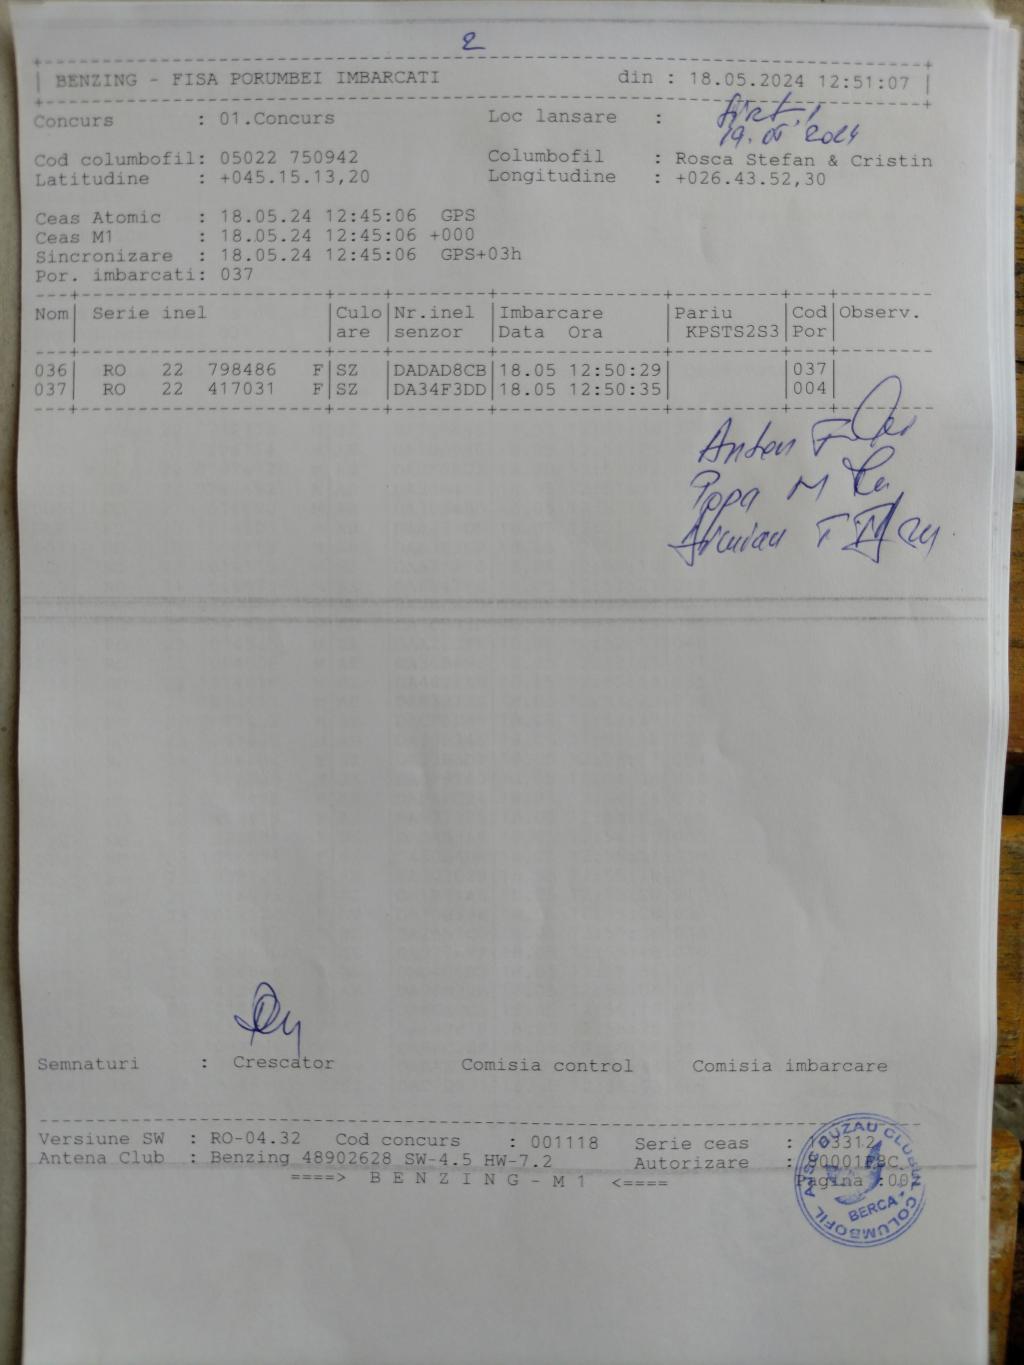 2
BENZING - FISA PORUMBEI IMBARCATI din : 18.05.2024 12:51:07
Concurs : 01.Concurs Loc lansare :
19.05.2024
Cod columbofil: 05022 750942 Columbofil : Rosca Stefan & Cristin
Latitudine : +045.15.13,20 Longitudine : +026.43.52,30
Ceas Atomic : 18.05.24 12:45:06 GPS
Ceas M1 : 18.05.24 12:45:06 +000
Sincronizare : 18.05.24 12:45:06 GPS+03h
Por. imbarcati: 037
Nom| Serie inel |Culo|Nr.inel |Imbarcare |Pariu |Cod|Observ.
|are |senzor |Data Ora | KPSTS2S3|Por|
036| RO 22 798486 F|SZ |DADAD8CB|18.05 12:50:29| |037|
037| RO 22 417031 F|SZ |DA34F3DD|18.05 12:50:35| |004|
Anton F
Popa M
Semnaturi : Crescator Comisia control Comisia imbarcare
Versiune SW : RO-04.32 Cod concurs : 001118 Serie ceas : 3312
Antena Club : Benzing 48902628 SW-4.5 HW-7.2 Autorizare :
====> B E N Z I N G - M 1 <==== Pagina :
BUZAU CLUBUL COLUMBOFIL
BERCA